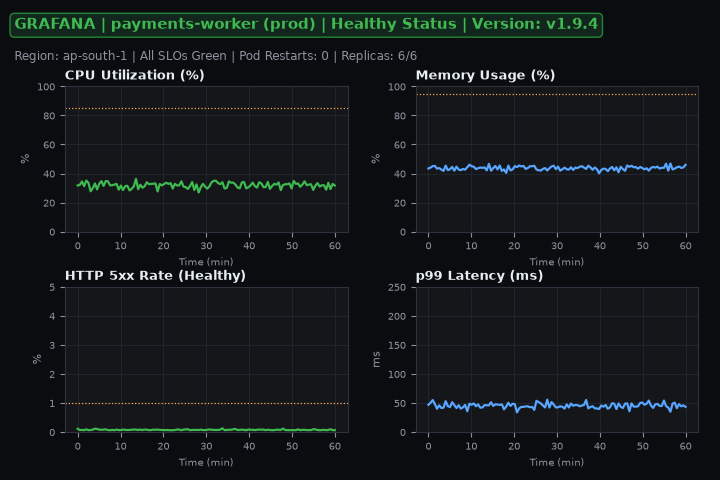 GRAFANA | payments-worker (prod) | Healthy Status | Version: v1.9.4
Region: ap-south-1 | All SLOs Green | Pod Restarts: 0 | Replicas: 6/6
CPU Utilization (%)
%
100
80
60
40
20
0
0 10 20 30 40 50 60
Time (min)
Memory Usage (%)
%
100
80
60
40
20
0
0 10 20 30 40 50 60
Time (min)
HTTP 5xx Rate (Healthy)
%
5
4
3
2
1
0
0 10 20 30 40 50 60
Time (min)
p99 Latency (ms)
ms
250
200
150
100
50
0
0 10 20 30 40 50 60
Time (min)